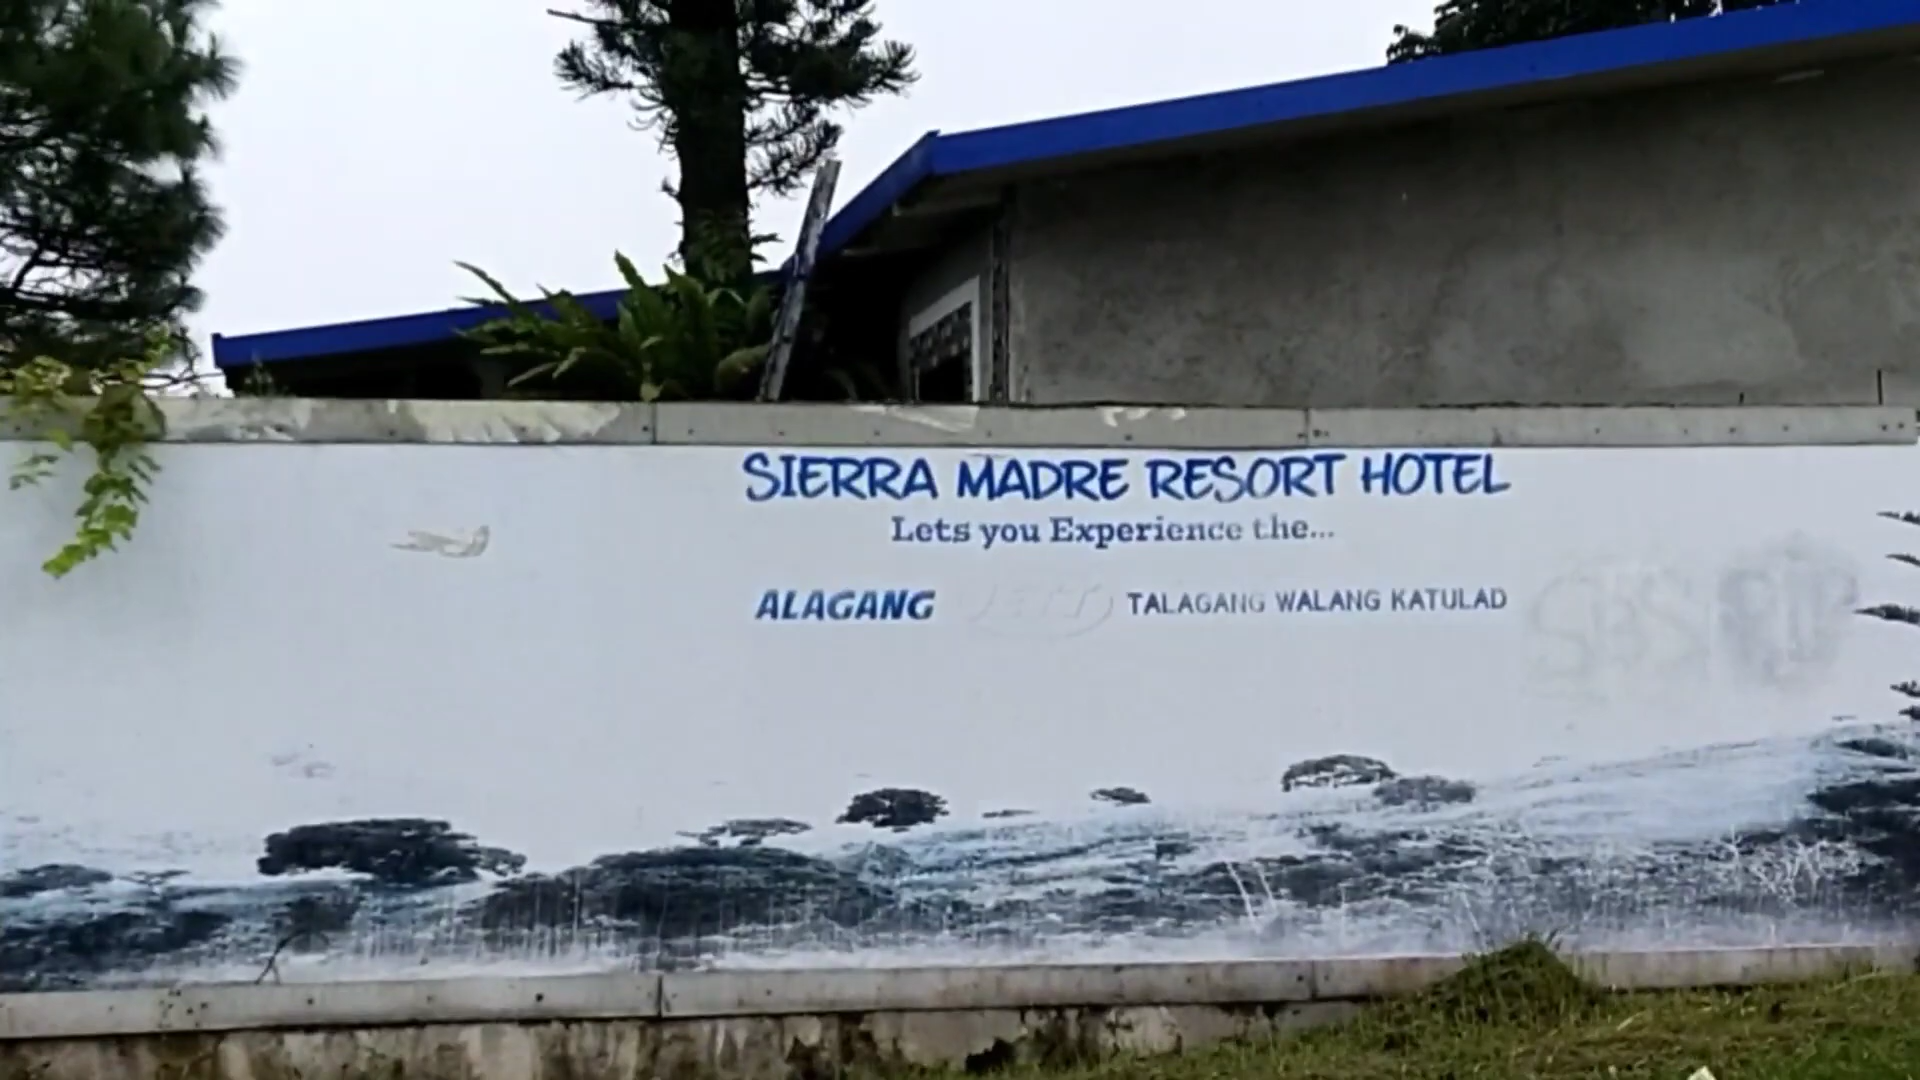 SIERRA MADRE RESORT HOTEL
Lets you Experience the...
ALAGANG TALAGANG WALANG KATULAD